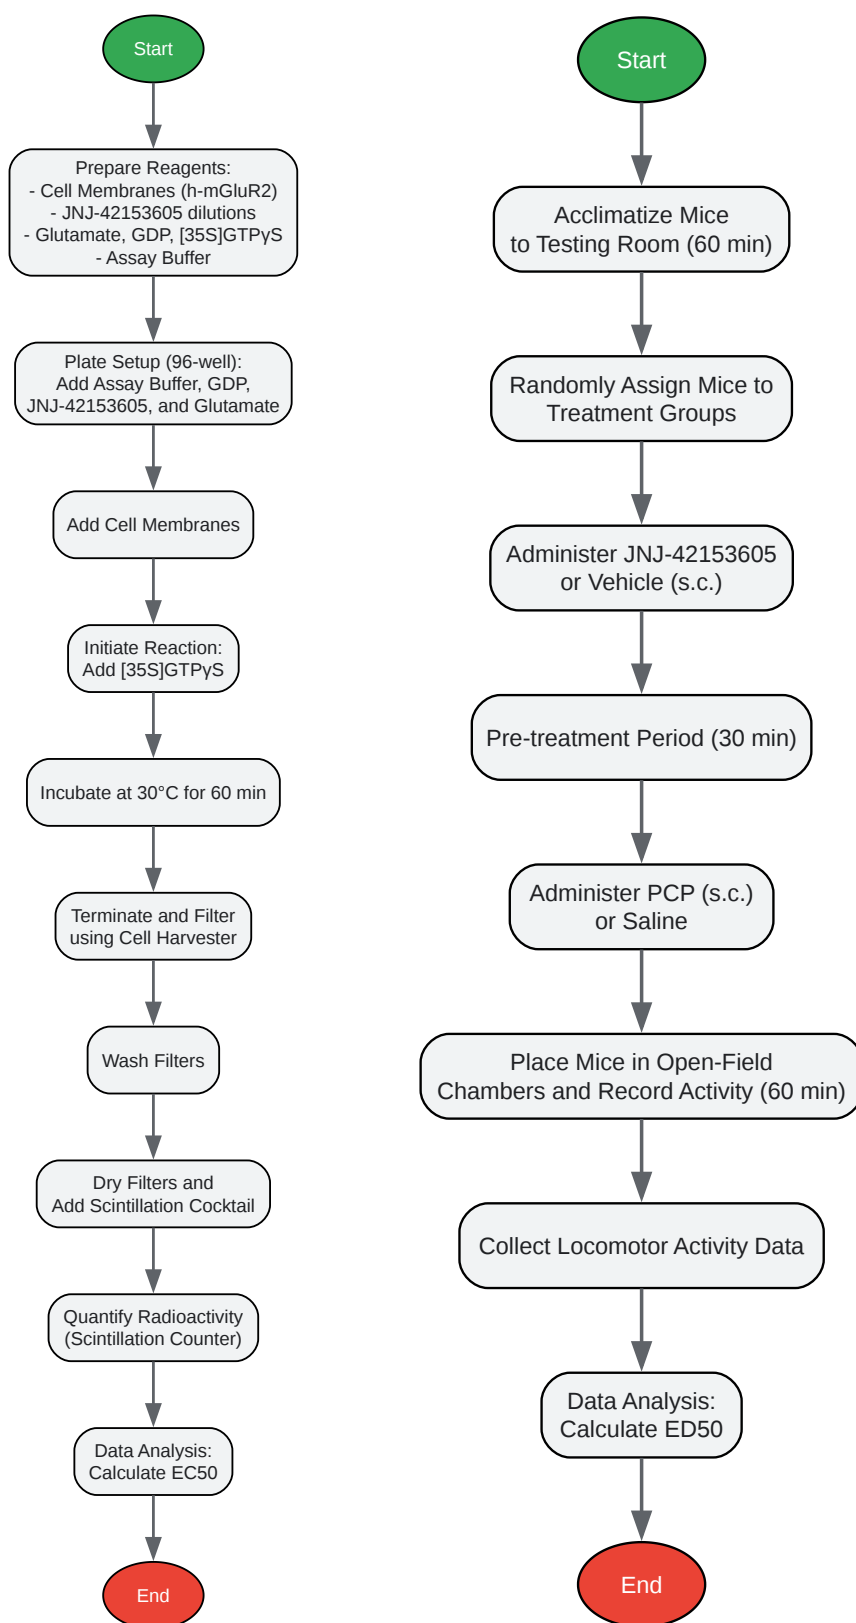 Start
Prepare Reagents:
- Cell Membranes (h-mGluR2)
- JNJ-42153605 dilutions
- Glutamate, GDP, [35S]GTPγS
- Assay Buffer
Plate Setup (96-well):
Add Assay Buffer, GDP,
JNJ-42153605, and Glutamate
Add Cell Membranes
Initiate Reaction:
Add [35S]GTPγS
Incubate at 30°C for 60 min
Terminate and Filter
using Cell Harvester
Wash Filters
Dry Filters and
Add Scintillation Cocktail
Quantify Radioactivity
(Scintillation Counter)
Data Analysis:
Calculate EC50
End
Start
Acclimatize Mice
to Testing Room (60 min)
Randomly Assign Mice to
Treatment Groups
Administer JNJ-42153605
or Vehicle (s.c.)
Pre-treatment Period (30 min)
Administer PCP (s.c.)
or Saline
Place Mice in Open-Field
Chambers and Record Activity (60 min)
Collect Locomotor Activity Data
Data Analysis:
Calculate ED50
End